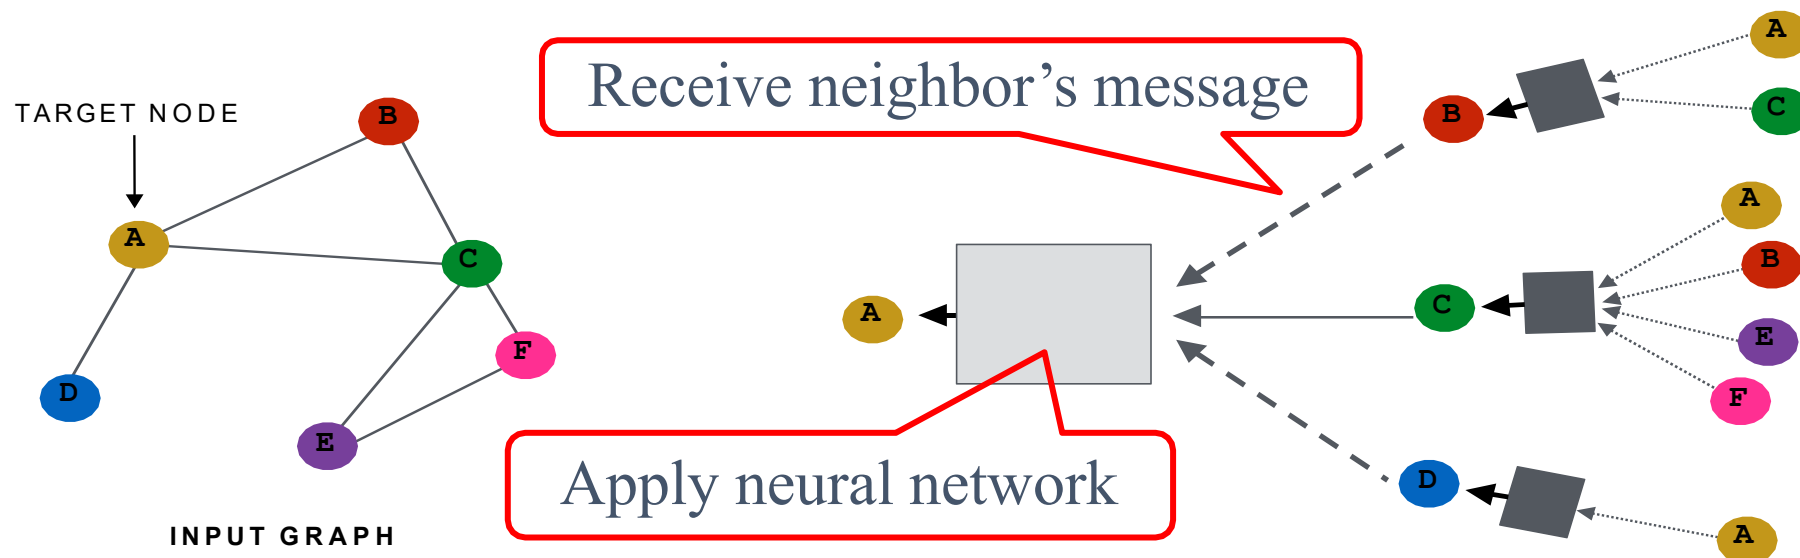 TARGET NODE
B
A
C
F
D
E
INPUT GRAPH
Receive neighbor’s message
Apply neural network
A
B
C
D
A
C
A
B
E
F
A